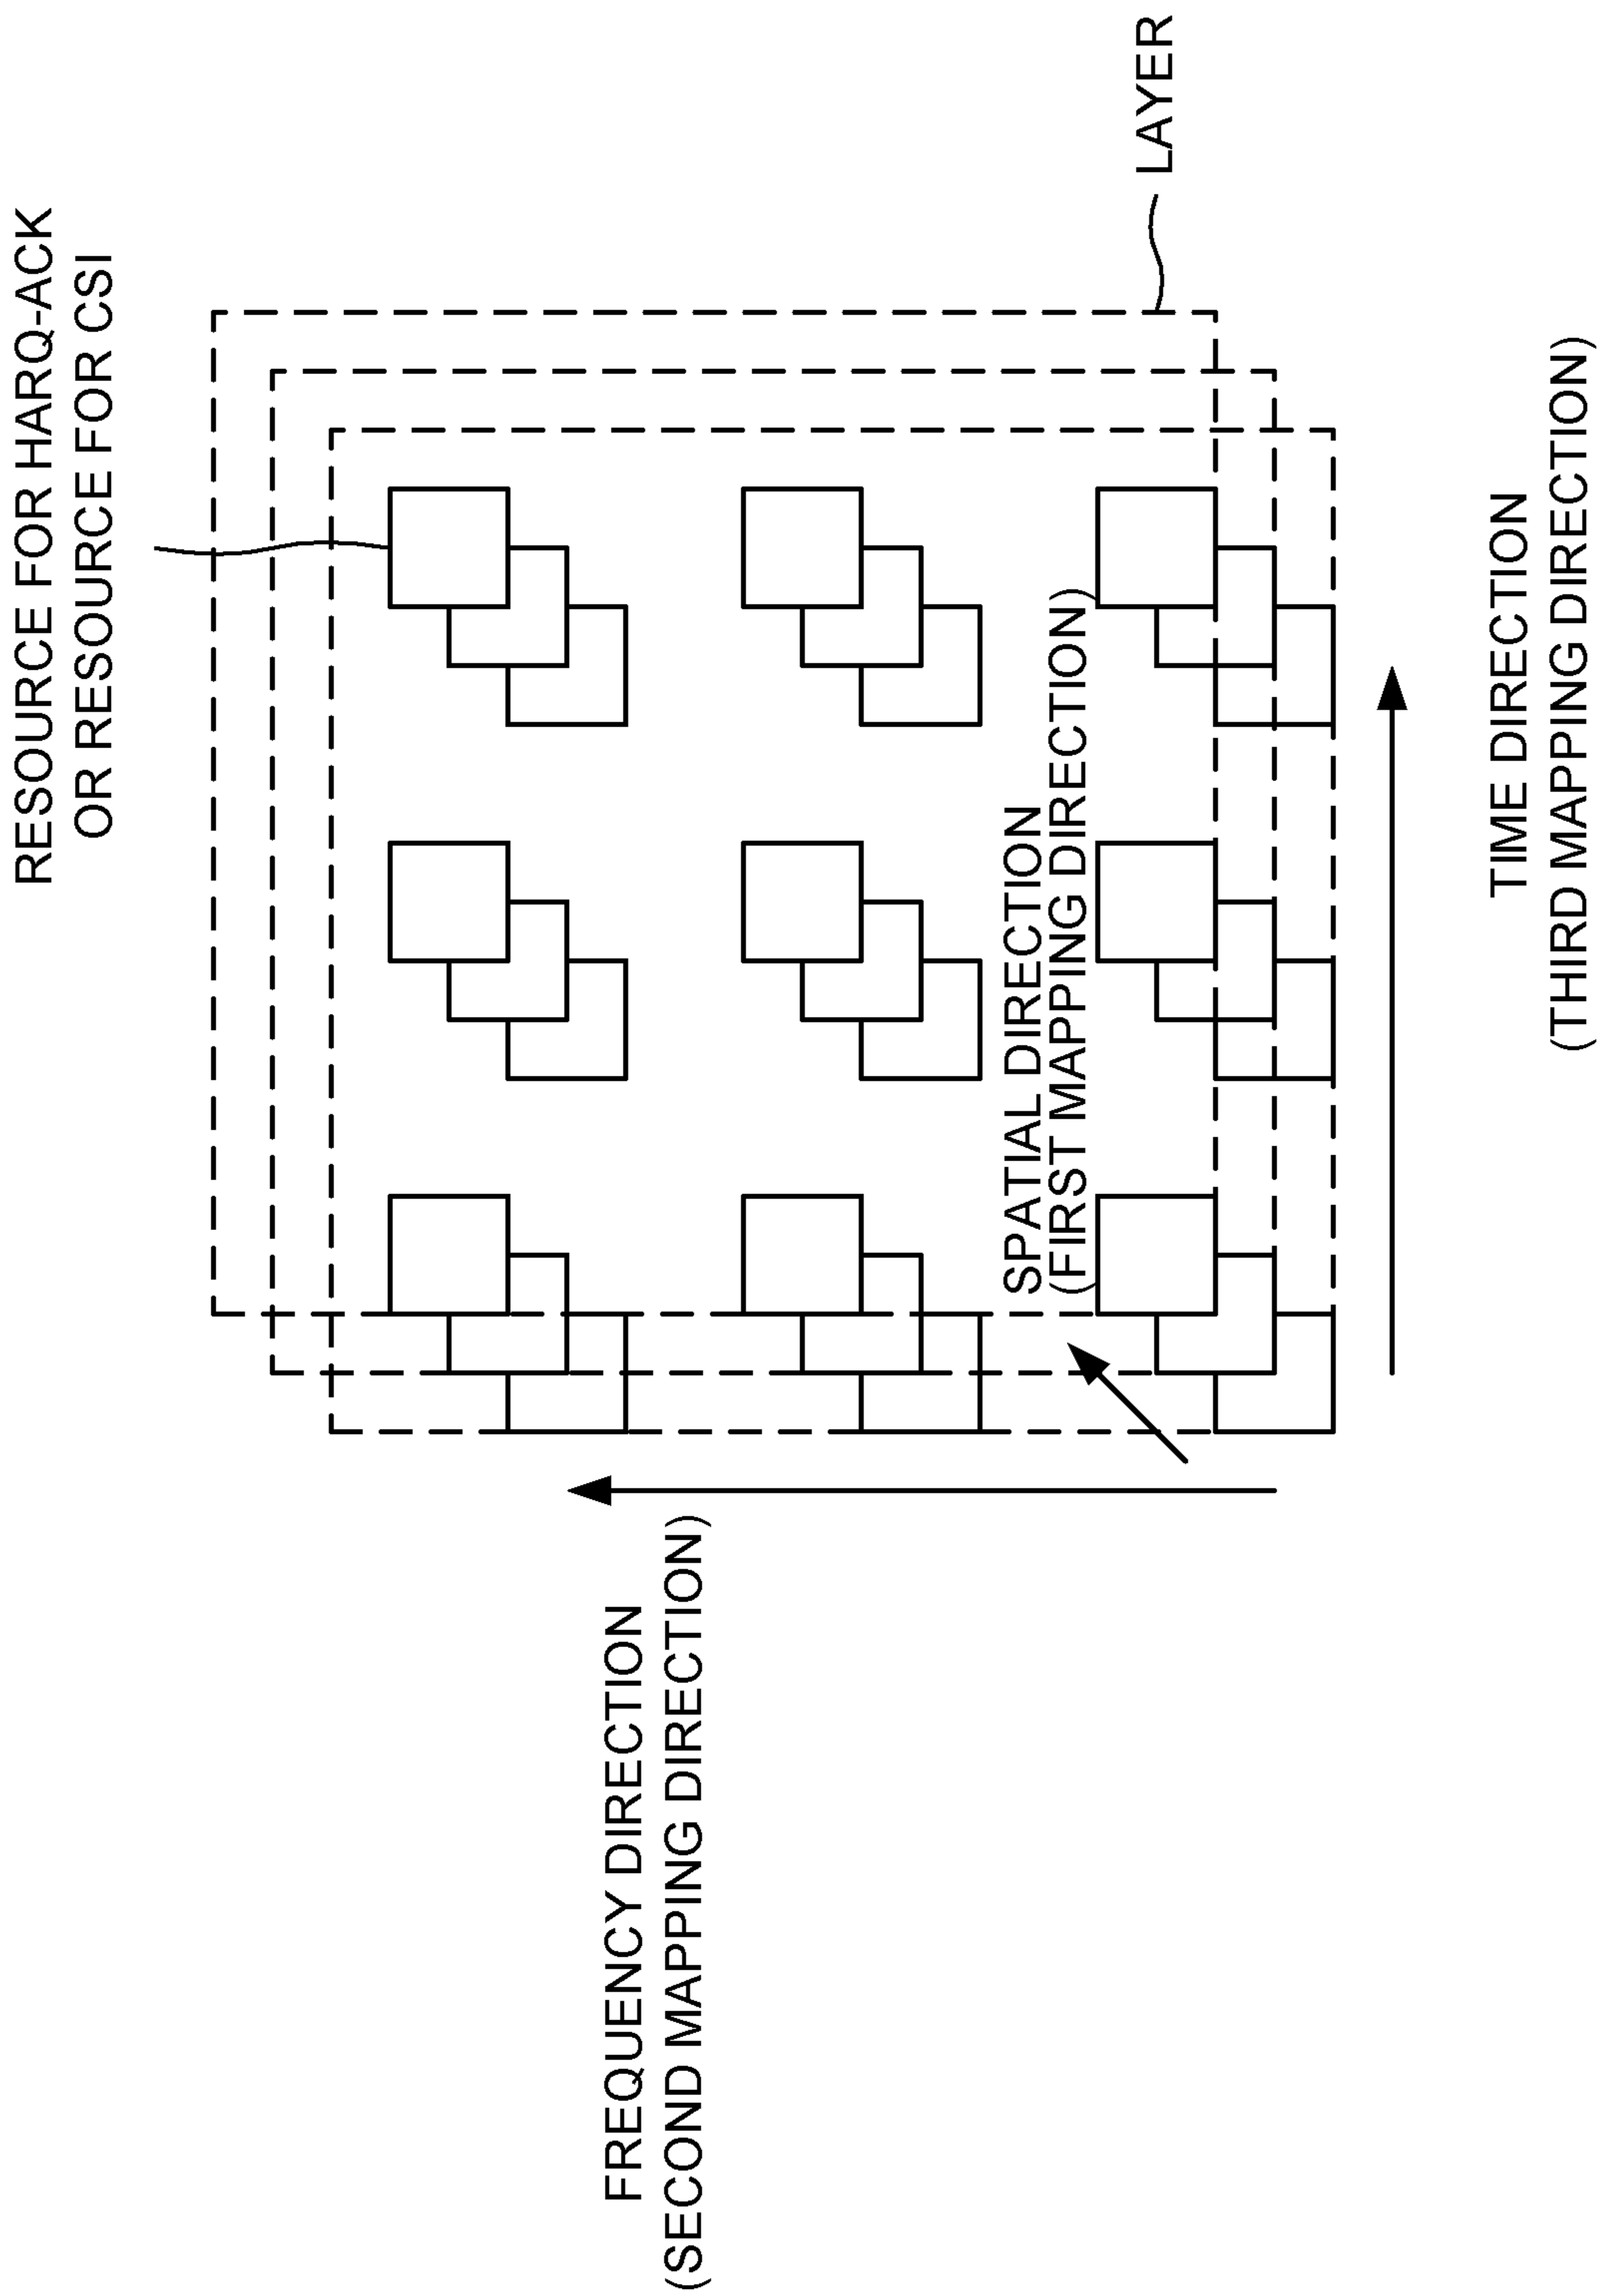 RESOURCE FOR HARQ-ACK
OR RESOURCE FOR CSI
LAYER
SPATIAL DIRECTION
(FIRST MAPPING DIRECTION)
FREQUENCY DIRECTION
(SECOND MAPPING DIRECTION)
TIME DIRECTION
(THIRD MAPPING DIRECTION)